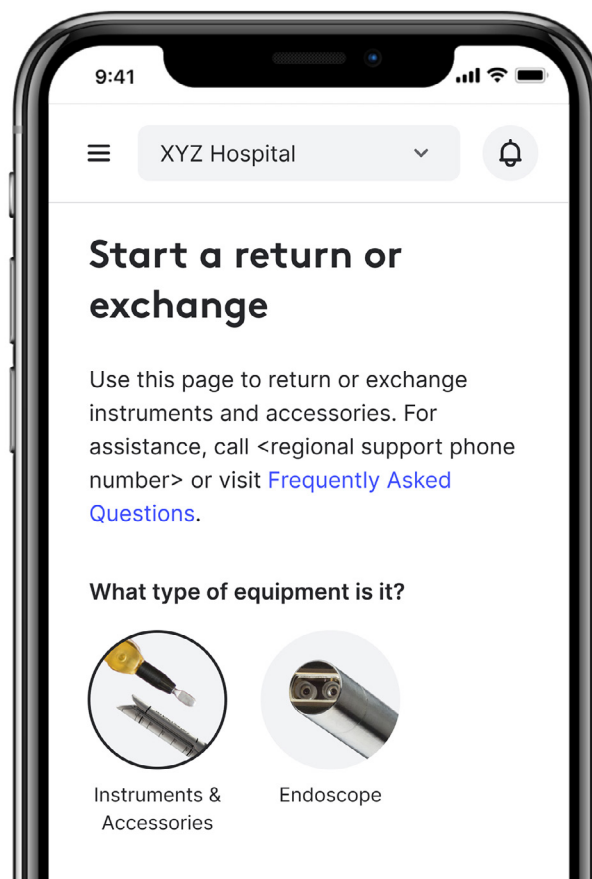 9:41
XYZ Hospital
Start a return or
exchange
Use this page to return or exchange
instruments and accessories. For
assistance, call <regional support phone
number> or visit Frequently Asked
Questions.
What type of equipment is it?
Instruments &
Accessories
Endoscope